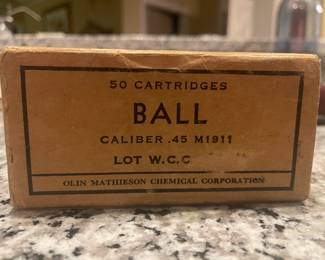 50 CARTRIDGES
BALL
CALIBER .45 M1911
LOT W.C.C
OLIN MATHIESON CHEMICAL CORPORATION